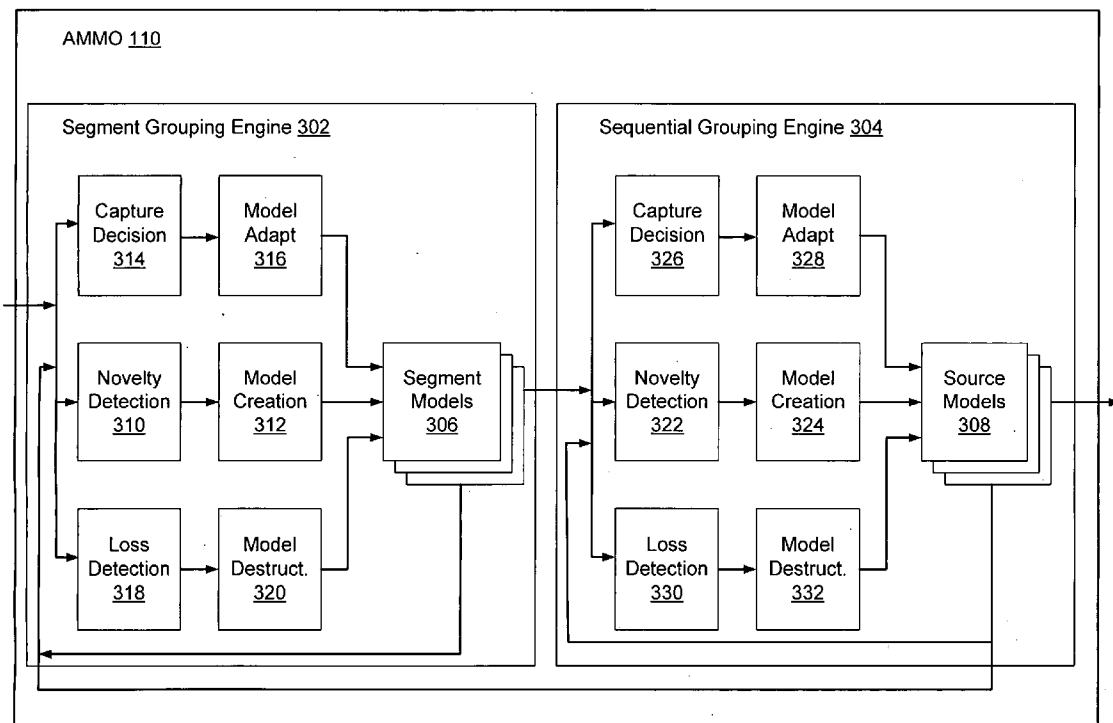 AMMO 110
Segment Grouping Engine 302
Capture
Decision
314
Model
Adapt
316
Novelty
Detection
310
Model
Creation
312
Segment
Models
306
Loss
Detection
318
Model
Destruct.
320
Sequential Grouping Engine 304
Capture
Decision
326
Model
Adapt
328
Novelty
Detection
322
Model
Creation
324
Source
Models
308
Loss
Detection
330
Model
Destruct.
332